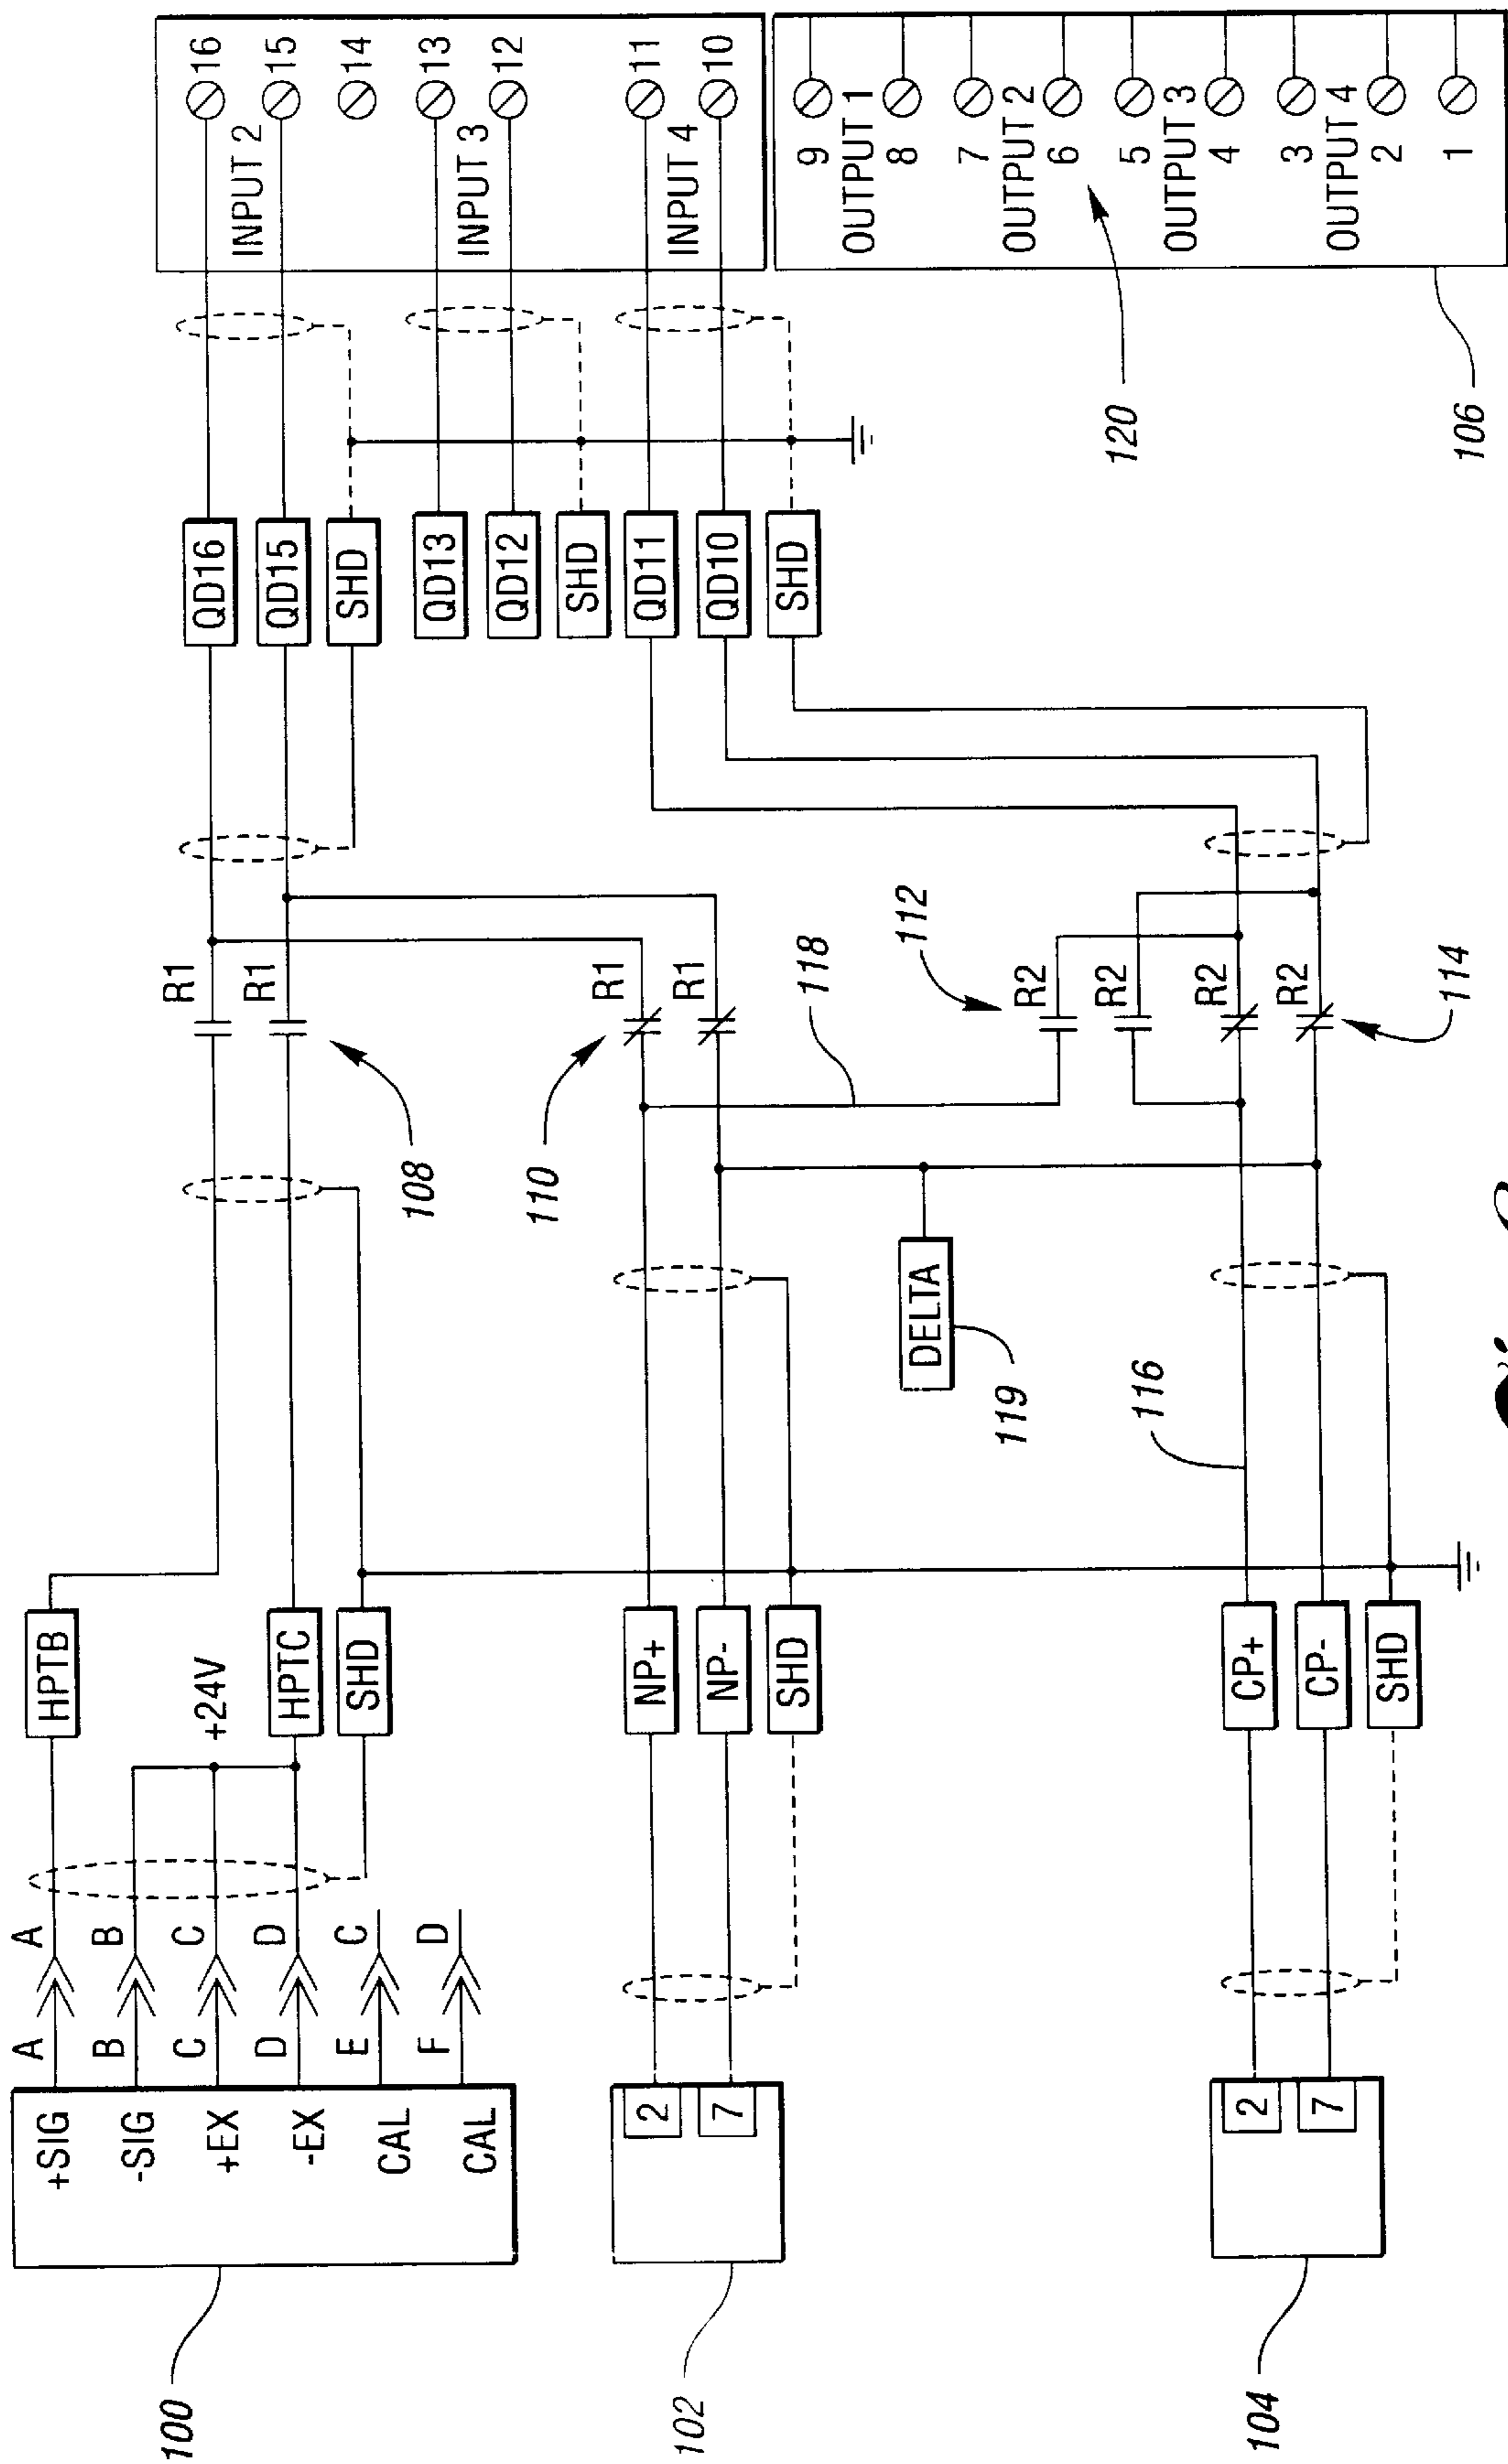 100
+SIG
-SIG
+EX
-EX
CAL
CAL
A
B
C
D
E
F
A
B
C
D
C
D
HPTB
+24V
HPTC
SHD
R1
R1
108
QD16
QD15
SHD
QD13
QD12
SHD
QD11
QD10
SHD
INPUT 2
INPUT 3
INPUT 4
16
15
14
13
12
11
10
102
2
7
NP+
NP-
SHD
110
R1
R1
DELTA
119
118
112
R2
R2
R2
R2
114
104
2
7
CP+
CP-
SHD
116
120
106
9
OUTPUT 1
8
7
OUTPUT 2
6
5
OUTPUT 3
4
3
OUTPUT 4
2
1